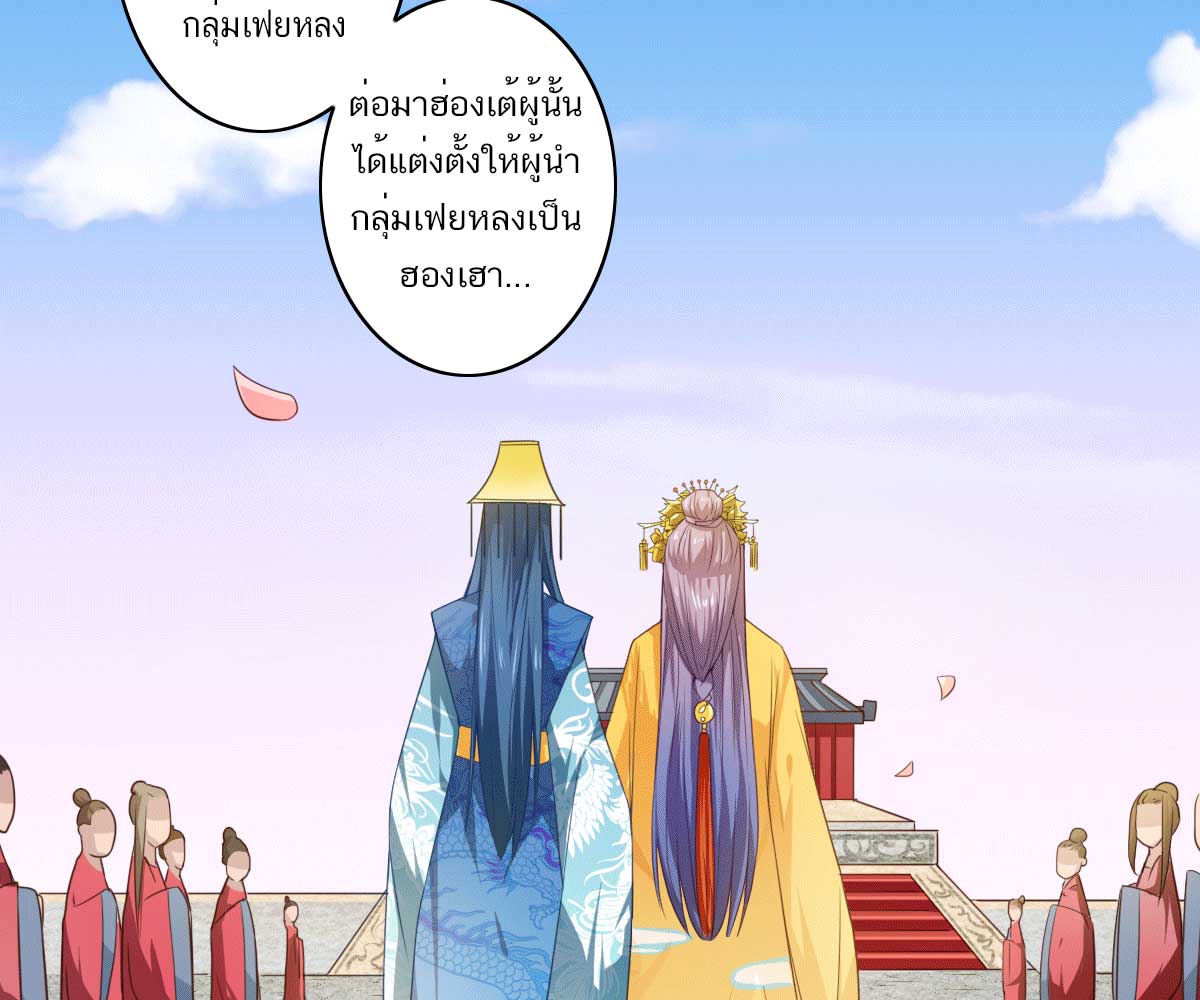 กลุ่มเฟยหลง
ต่อมาฮ่องเต้ผู้นั้น
ได้แต่งตั้งให้ผู้นำ
กลุ่มเฟยหลงเป็น
ฮองเฮา...